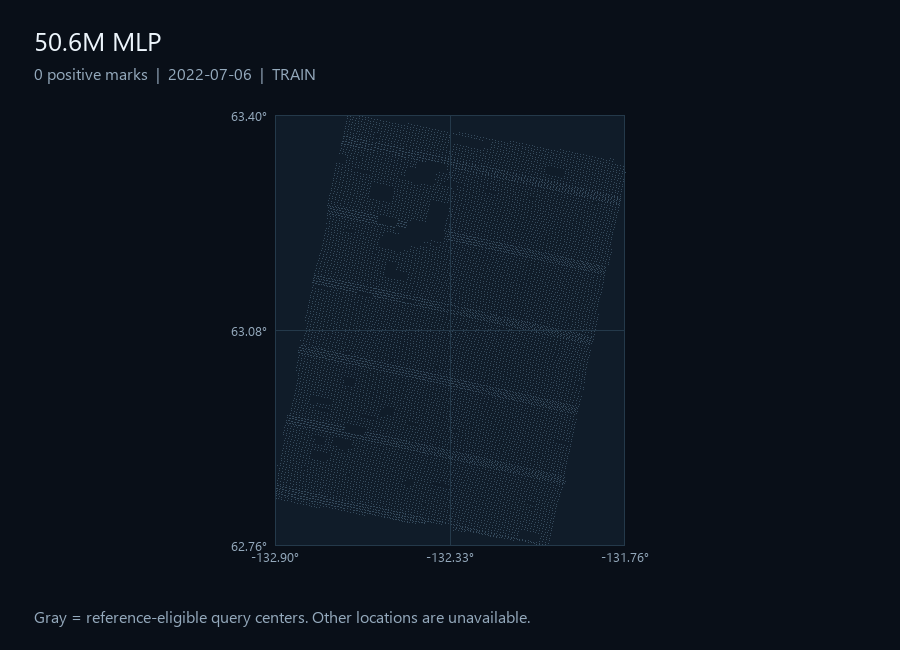 50.6M MLP
0 positive marks | 2022-07-06 | TRAIN
63.40°
63.08°
62.76°
-132.90° -132.33° -131.76°
Gray = reference-eligible query centers. Other locations are unavailable.